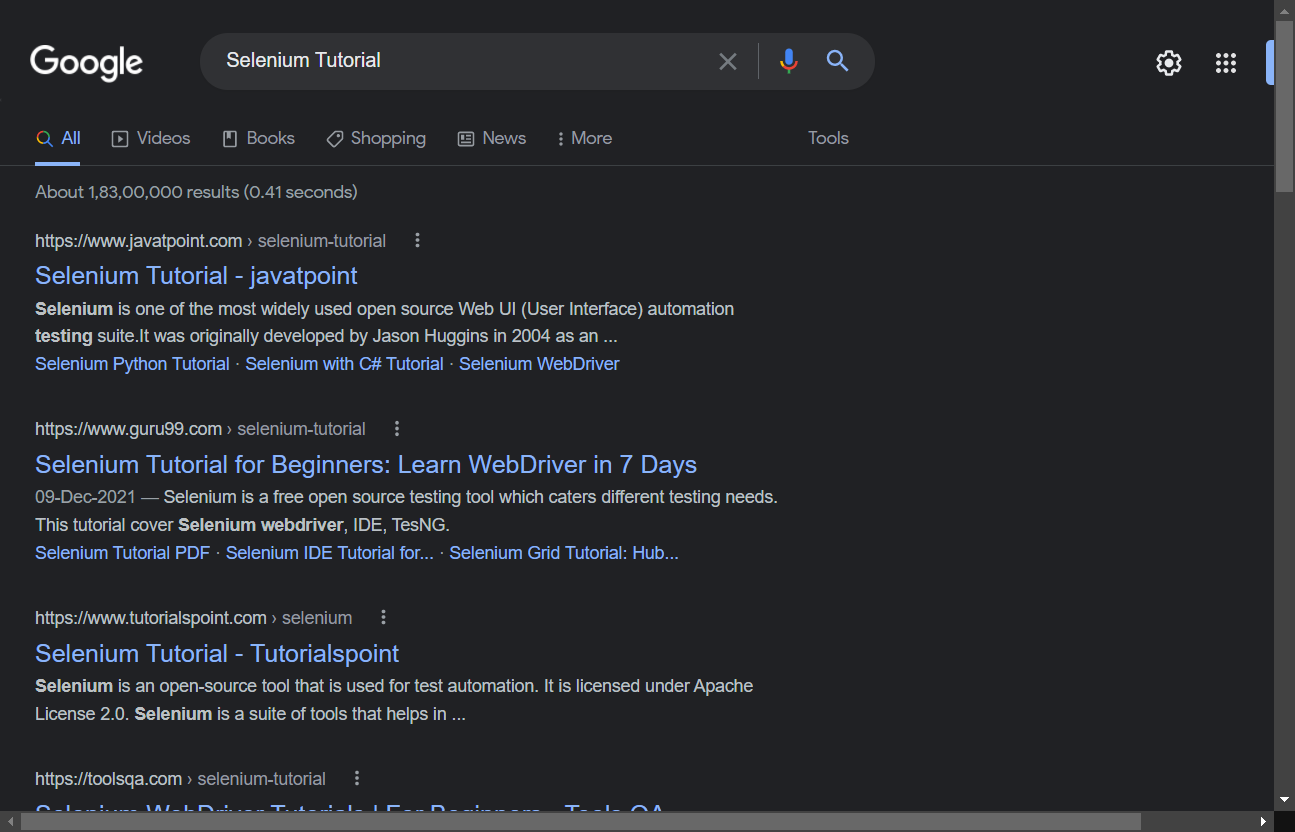 Google
Selenium Tutorial
All Videos Books Shopping News More Tools
About 1,83,00,000 results (0.41 seconds)
https://www.javatpoint.com › selenium-tutorial
Selenium Tutorial - javatpoint
Selenium is one of the most widely used open source Web UI (User Interface) automation
testing suite.It was originally developed by Jason Huggins in 2004 as an ...
Selenium Python Tutorial · Selenium with C# Tutorial · Selenium WebDriver
https://www.guru99.com › selenium-tutorial
Selenium Tutorial for Beginners: Learn WebDriver in 7 Days
09-Dec-2021 — Selenium is a free open source testing tool which caters different testing needs.
This tutorial cover Selenium webdriver, IDE, TesNG.
Selenium Tutorial PDF · Selenium IDE Tutorial for... · Selenium Grid Tutorial: Hub...
https://www.tutorialspoint.com › selenium
Selenium Tutorial - Tutorialspoint
Selenium is an open-source tool that is used for test automation. It is licensed under Apache
License 2.0. Selenium is a suite of tools that helps in ...
https://toolsqa.com › selenium-tutorial
Selenium WebDriver Tutorials | For Beginners - Tools QA